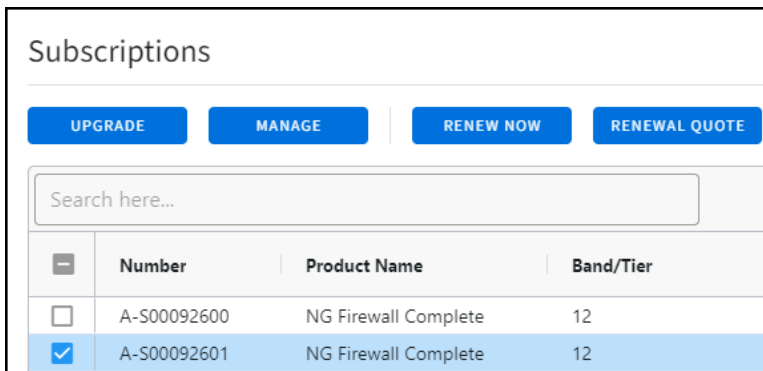 Subscriptions
UPGRADE MANAGE RENEW NOW RENEWAL QUOTE
Search here...
Number Product Name Band/Tier
A-S00092600 NG Firewall Complete 12
A-S00092601 NG Firewall Complete 12